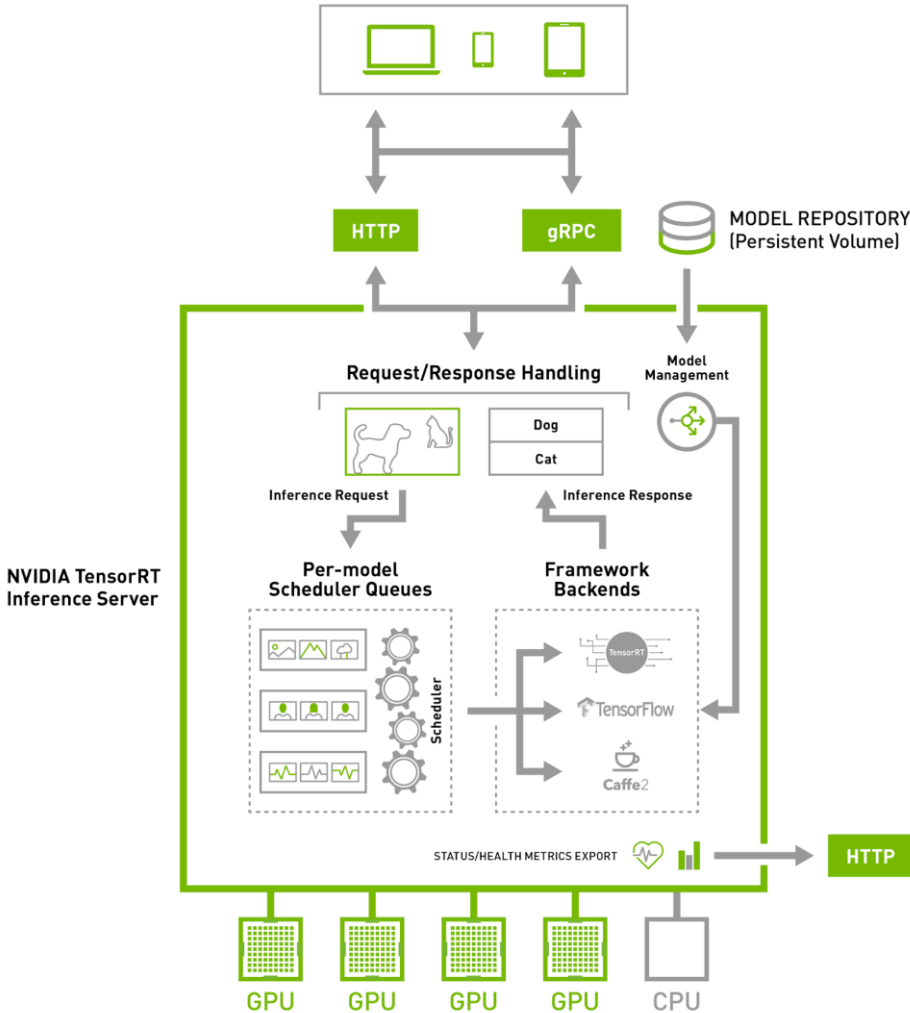 HTTP
gRPC
MODEL REPOSITORY
(Persistent Volume)
Request/Response Handling
Model
Management
Dog
Cat
Inference Request
Inference Response
NVIDIA TensorRT
Inference Server
Per-model
Scheduler Queues
Framework
Backends
Scheduler
TensorRT
TensorFlow
Caffe2
STATUS/HEALTH METRICS EXPORT
HTTP
GPU
GPU
GPU
GPU
CPU